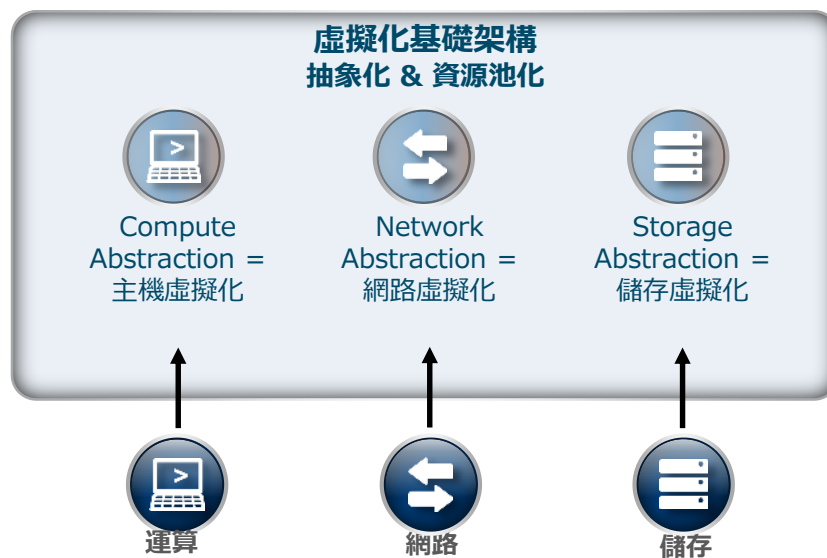 虛擬化基礎架構
抽象化 & 資源池化
Compute
Abstraction =
主機虛擬化
Network
Abstraction =
網路虛擬化
Storage
Abstraction =
儲存虛擬化
運算
網路
儲存